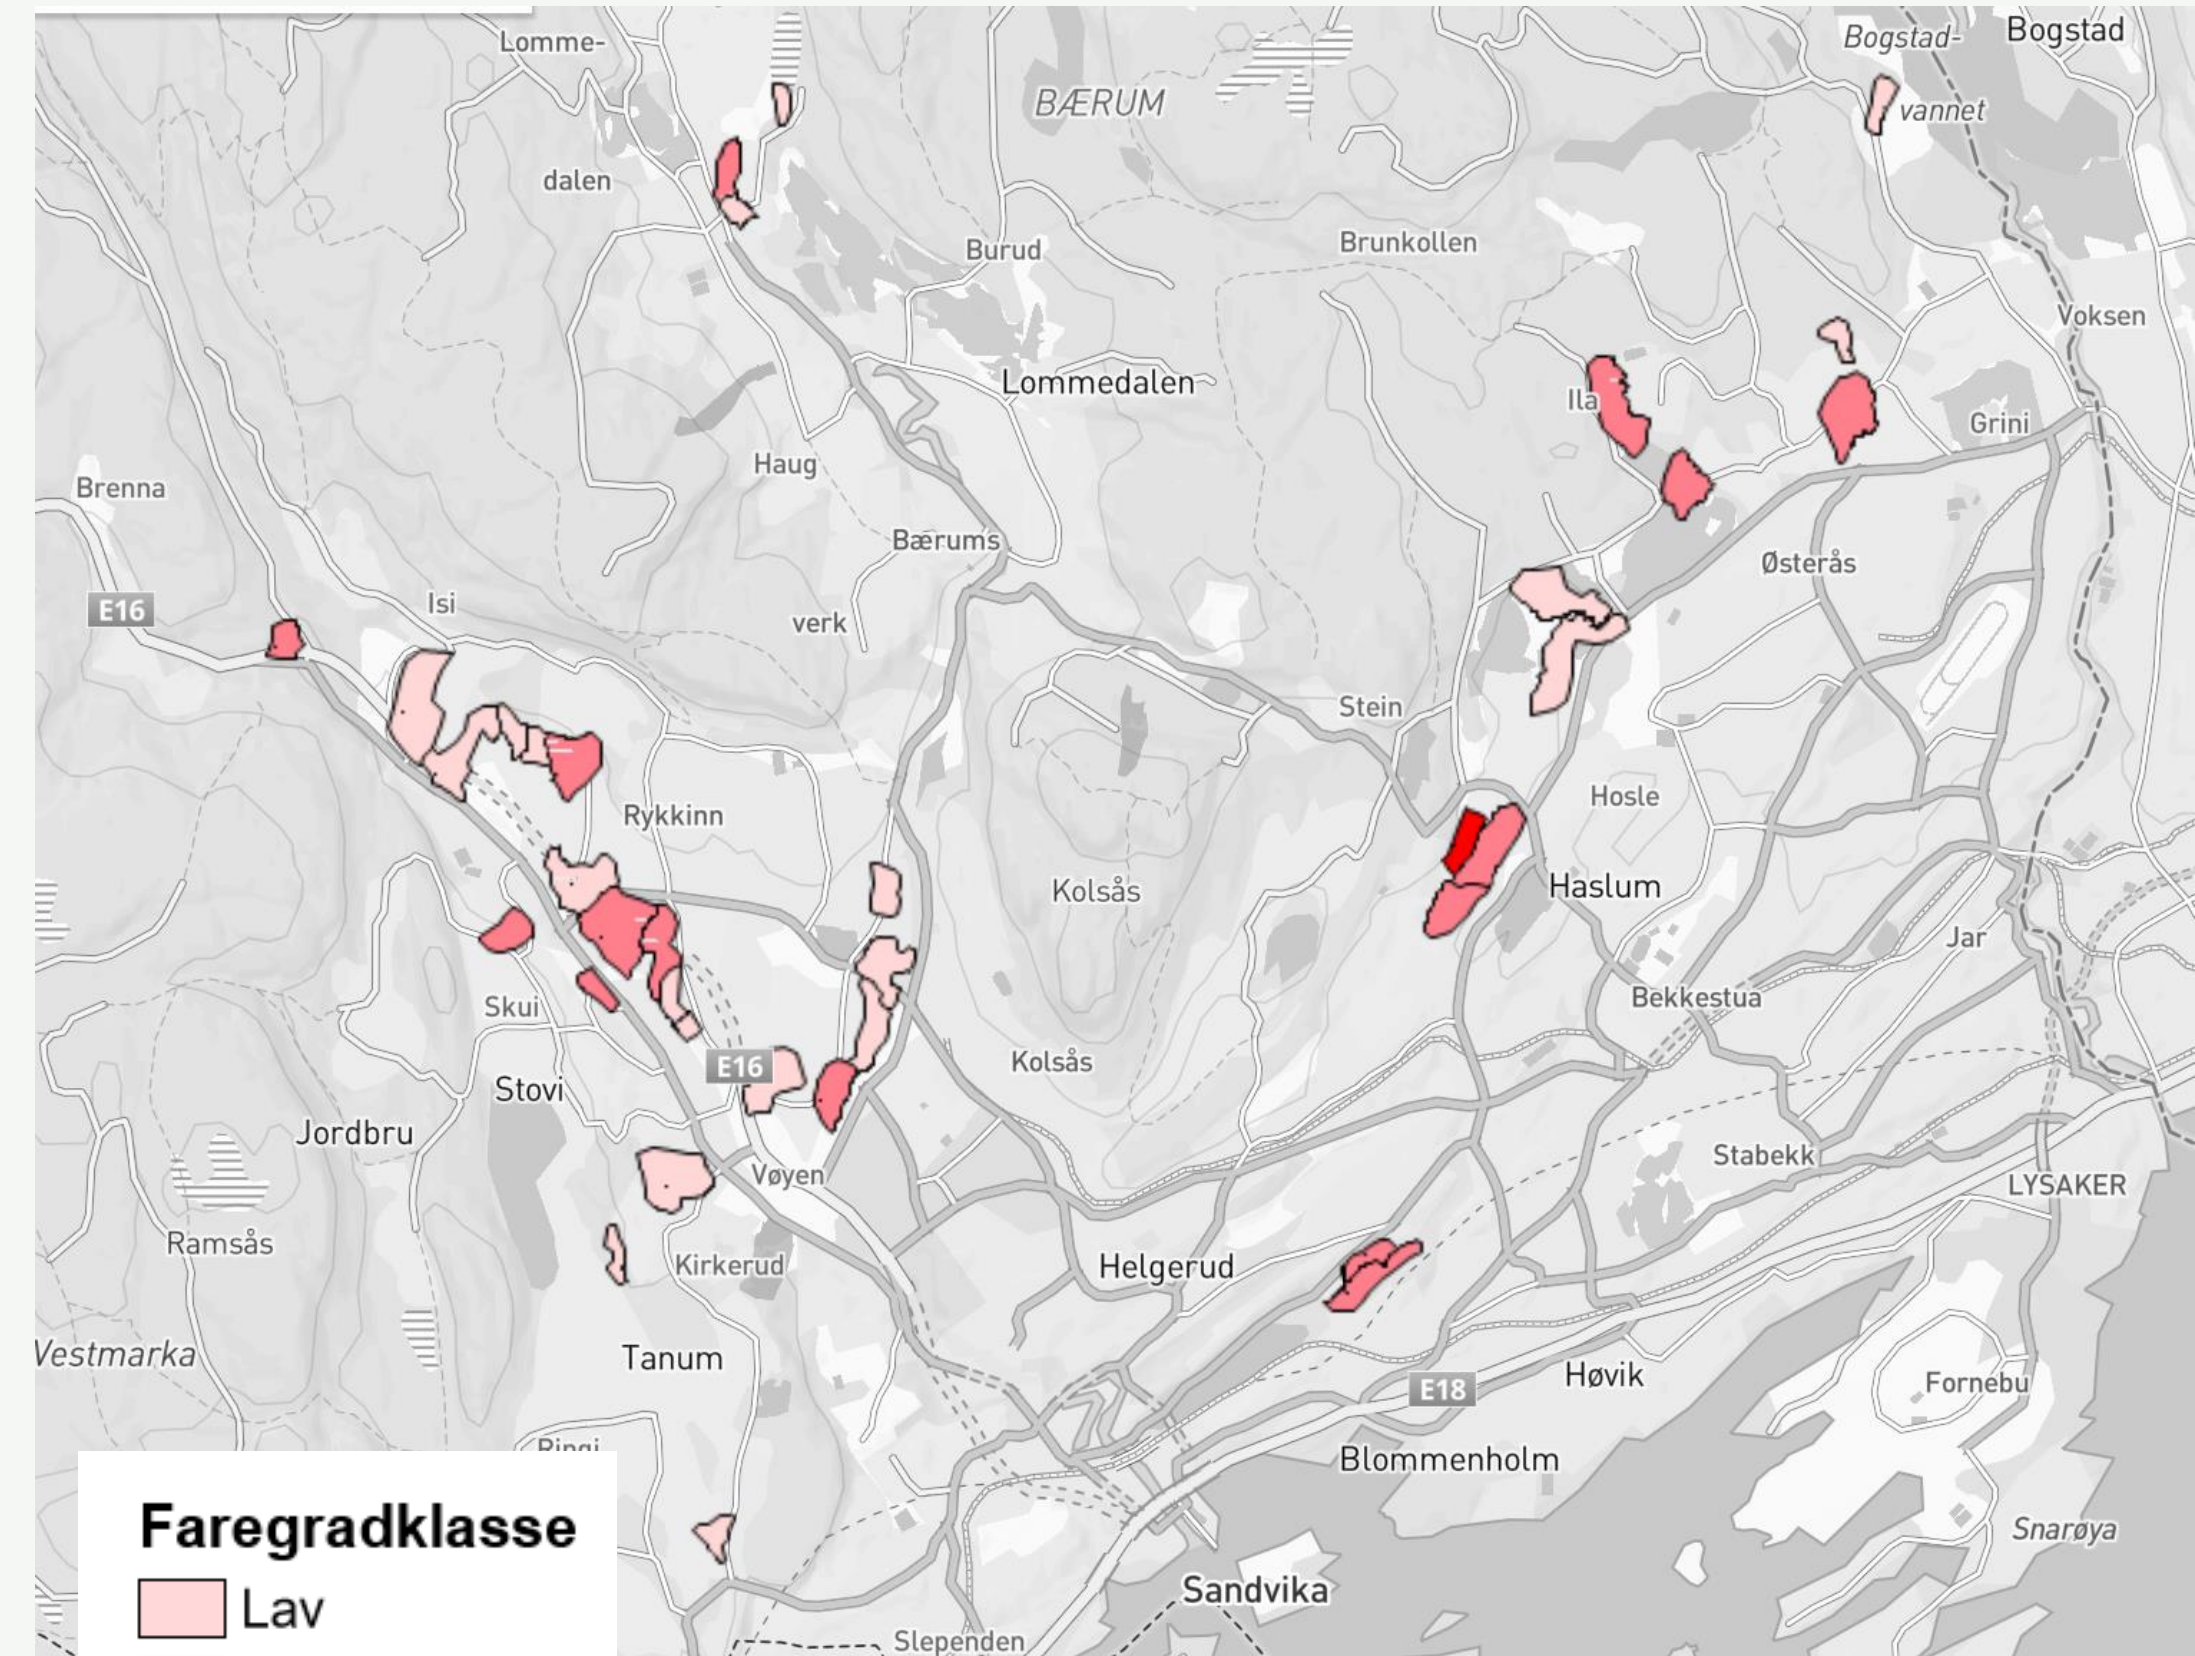 Lomme-
Bogstad-
Bogstad
BÆRUM
vannet
dalen
Burud
Brunkollen
Voksen
Lommedalen
Ila
Grini
Haug
Brenna
Bærums
Østerås
E16
Isi
verk
Stein
Hosle
Rykkinn
Kolsås
Haslum
Jar
Bekkestua
Skui
E16
Kolsås
Stovi
Jordbru
Stabekk
Vøyen
LYSAKER
Ramsås
Kirkerud
Helgerud
Vestmarka
Tanum
Høvik
Fornebu
E18
Ringi
Blommenholm
Faregradklasse
Snarøya
Sandvika
Lav
Slependen